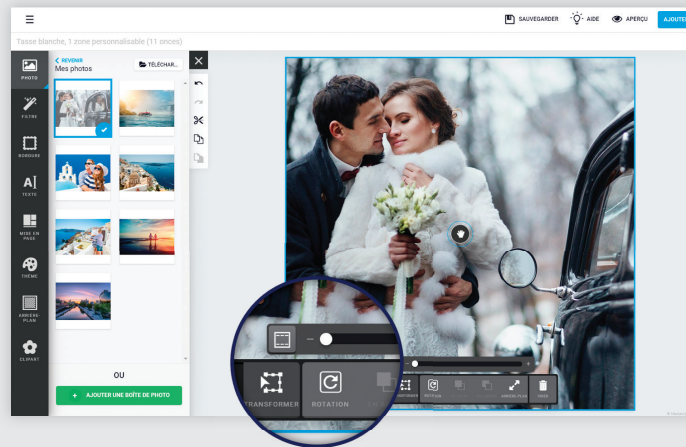 SAUVEGARDER
AIDE
APERÇU
AJOUTER
Tasse blanche, 1 zone personnalisable (11 onces)
PHOTO
FILTRE
BORDURE
TEXTE
MISE EN
PAGE
THÈME
ARRIÈRE-
PLAN
CLIPART
REVENIR
Mes photos
TÉLÉCHAR...
OU
+ AJOUTER UNE BOÎTE DE PHOTO
TRANSFORMER
ROTATION
ROTATION
ARRIÈRE-PLAN
VIDER